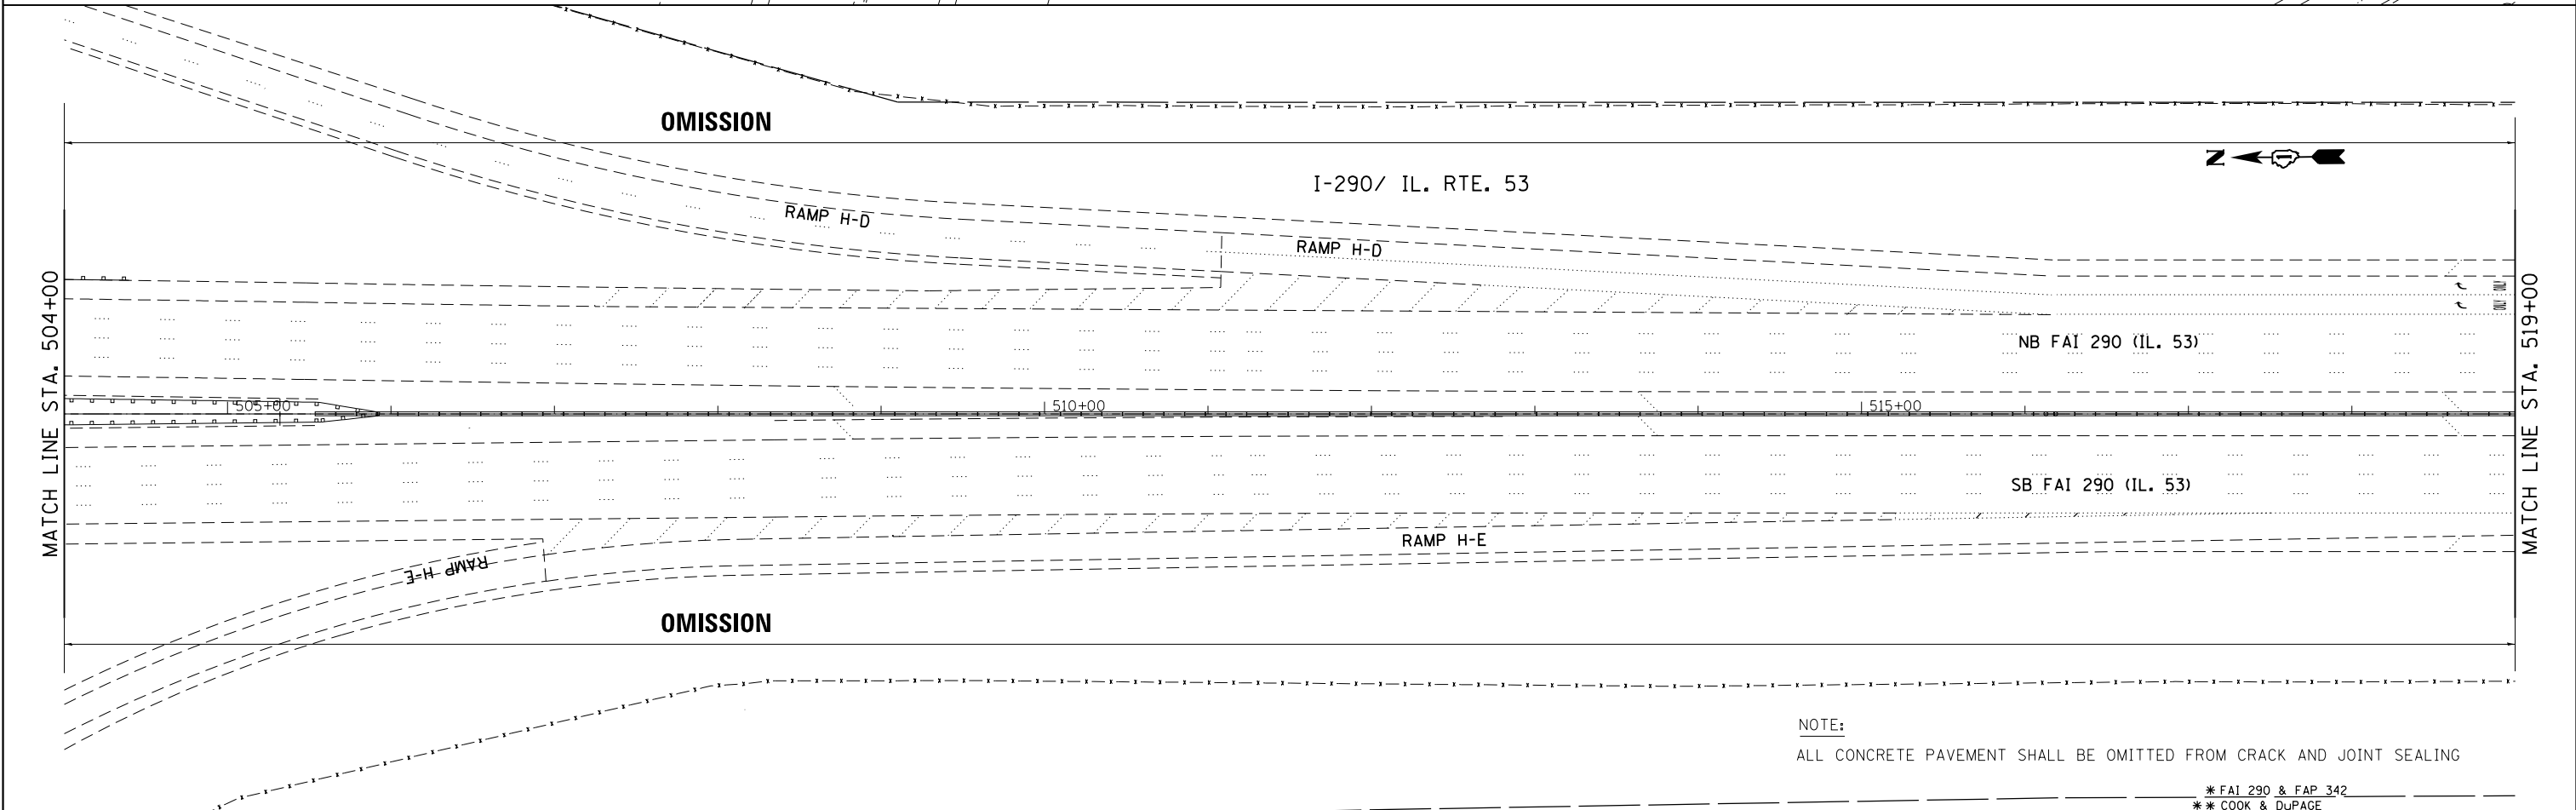 OMISSION
N
I-290/ IL. RTE. 53
RAMP H-D
RAMP H-D
MATCH LINE STA. 504+00
MATCH LINE STA. 519+00
ONLY
ONLY
NB FAI 290 (IL. 53)
505+00
510+00
515+00
SB FAI 290 (IL. 53)
RAMP H-E
RAMP H-E
OMISSION
NOTE:
ALL CONCRETE PAVEMENT SHALL BE OMITTED FROM CRACK AND JOINT SEALING
* FAI 290 & FAP 342
** COOK & DuPAGE